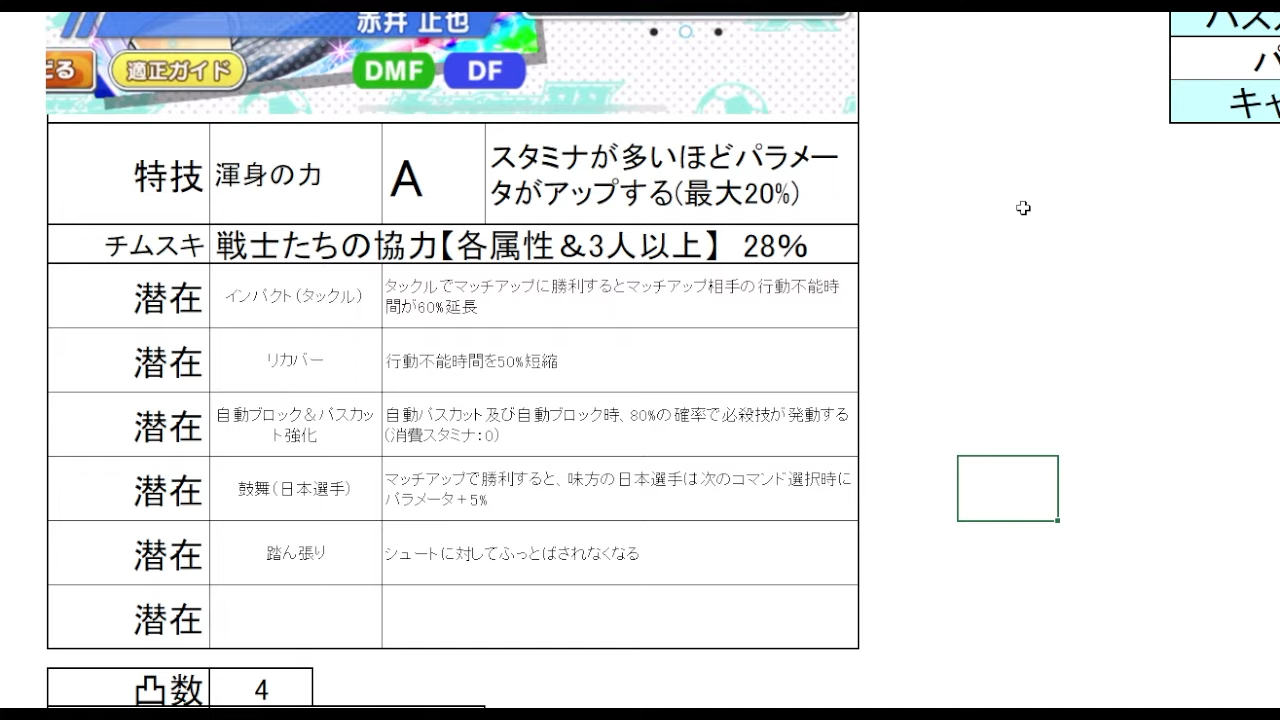 赤井 正也
適正ガイド
DMF DF
特技 渾身の力 A スタミナが多いほどパラメー
タがアップする(最大20%)
チムスキ 戦士たちの協力【各属性＆3人以上】 28%
潜在 インパクト(タックル) タックルでマッチアップに勝利するとマッチアップ相手の行動不能時
間が60%延長
潜在 リカバー 行動不能時間を50%短縮
潜在 自動ブロック＆パスカッ
ト強化 自動パスカット及び自動ブロック時、80%の確率で必殺技が発動する
(消費スタミナ：0)
潜在 鼓舞(日本選手) マッチアップで勝利すると、味方の日本選手は次のコマンド選択時に
パラメータ＋5%
潜在 踏ん張り シュートに対してふっとばされなくなる
潜在
凸数 4